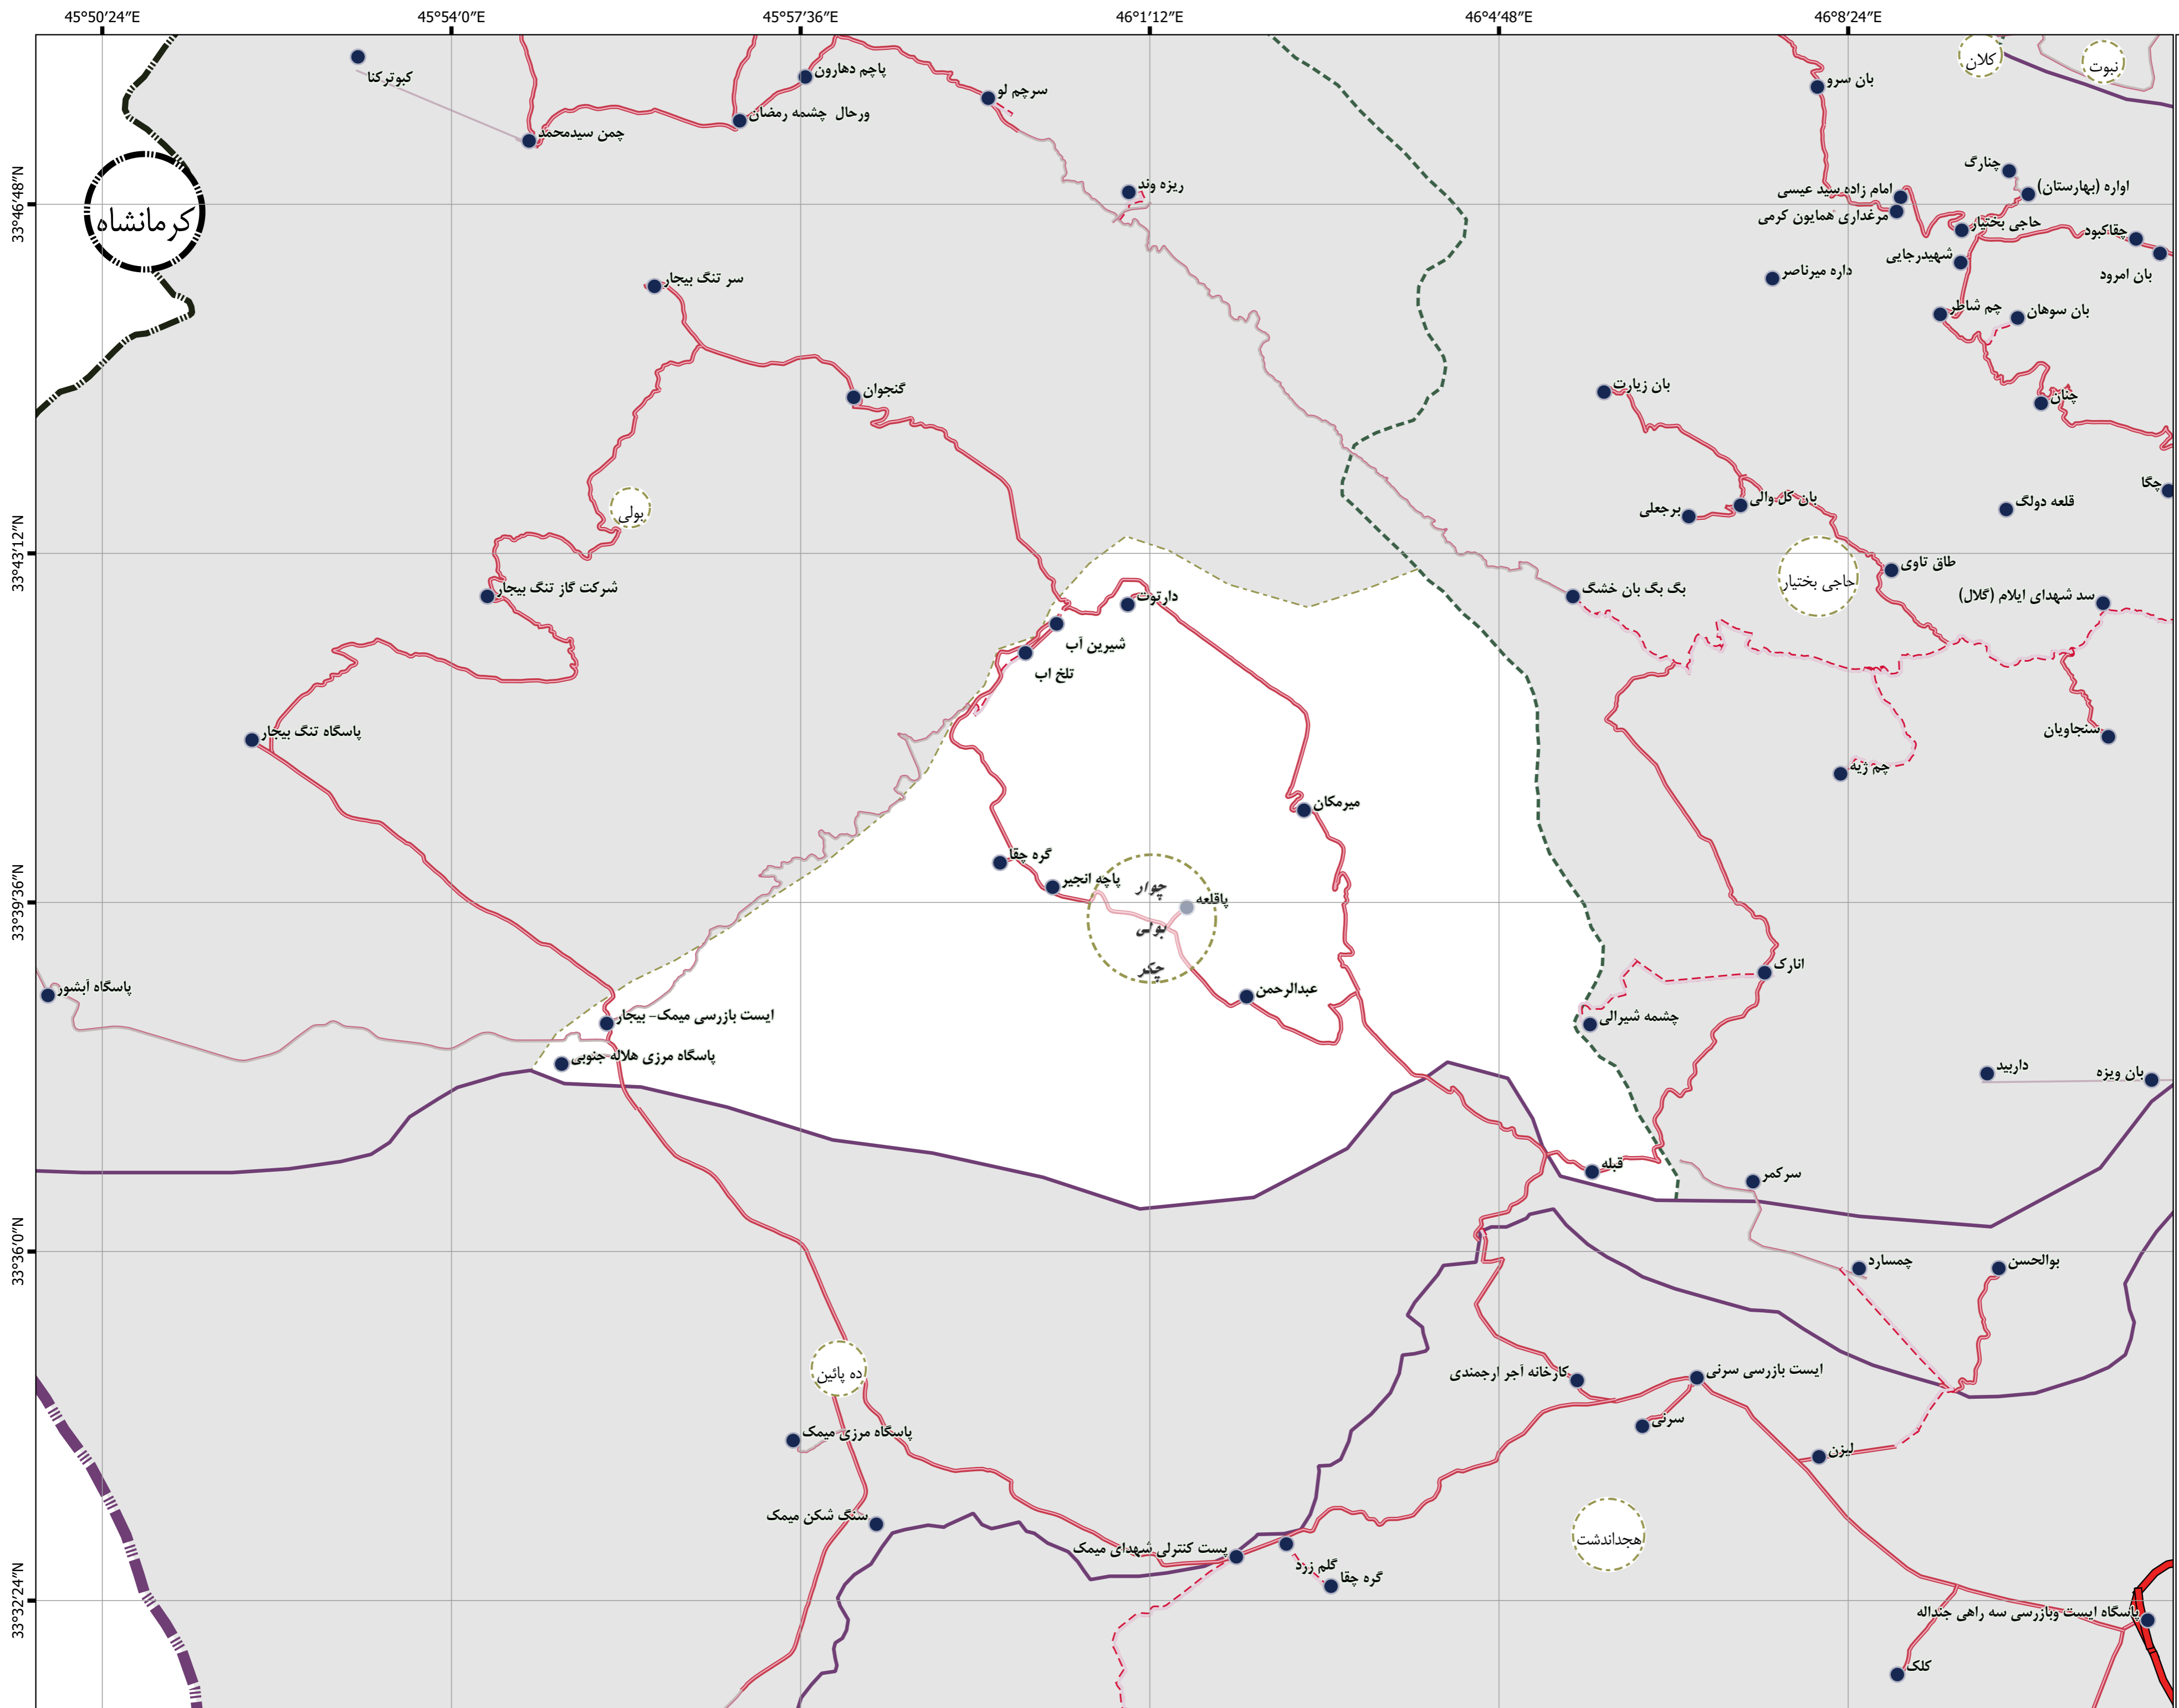 45°50′24″E
45°54′0″E
45°57′36″E
46°1′12″E
46°4′48″E
46°8′24″E
33°46′48″N
33°43′12″N
33°39′36″N
33°36′0″N
33°32′24″N
کبوترکنا
پاچم دهارون
سرچم لو
بان سرو
کلان
نبوت
ورحال چشمه رمضان
چمن سیدمحمد
کرمانشاه
ریزه وند
چنارگ
اواره (بهارستان)
امام زاده سید عیسی
مرغداری همایون کرمی
حاجی بختیار
چقاکبود
شهیدرجایی
بان امرود
داره میرناصر
سر تنگ بیجار
چم شاطر
بان سوهان
گنجوان
بان زیارت
چنان
بولی
چگا
بان گل والی
برجعلی
قلعه دولگ
طاق تاوی
حاجی بختیار
شرکت گاز تنگ بیجار
بگ بگ بان خشگ
سد شهدای ایلام (گلال)
دارتوت
شیرین آب
تلخ اب
پاسگاه تنگ بیجار
سنجاویان
چم ژیه
میرمکان
گره چقا
پاچه انجیر
چوار
پاقلعه
بولی
چکر
انارک
پاسگاه آبشور
عبدالرحمن
ایست بازرسی میمک- بیجار
چشمه شیرالی
پاسگاه مرزی هلاله جنوبی
داربید
بان ویزه
قبله
سرکمر
چمسارد
بوالحسن
ده پائین
کارخانه آجر ارجمندی
ایست بازرسی سرنی
سرنی
پاسگاه مرزی میمک
لیزن
سنگ شکن میمک
هجداندشت
پست کنترلی شهدای میمک
گلم زرد
گره چقا
پاسگاه ایست وبازرسی سه راهی جنداله
کلک